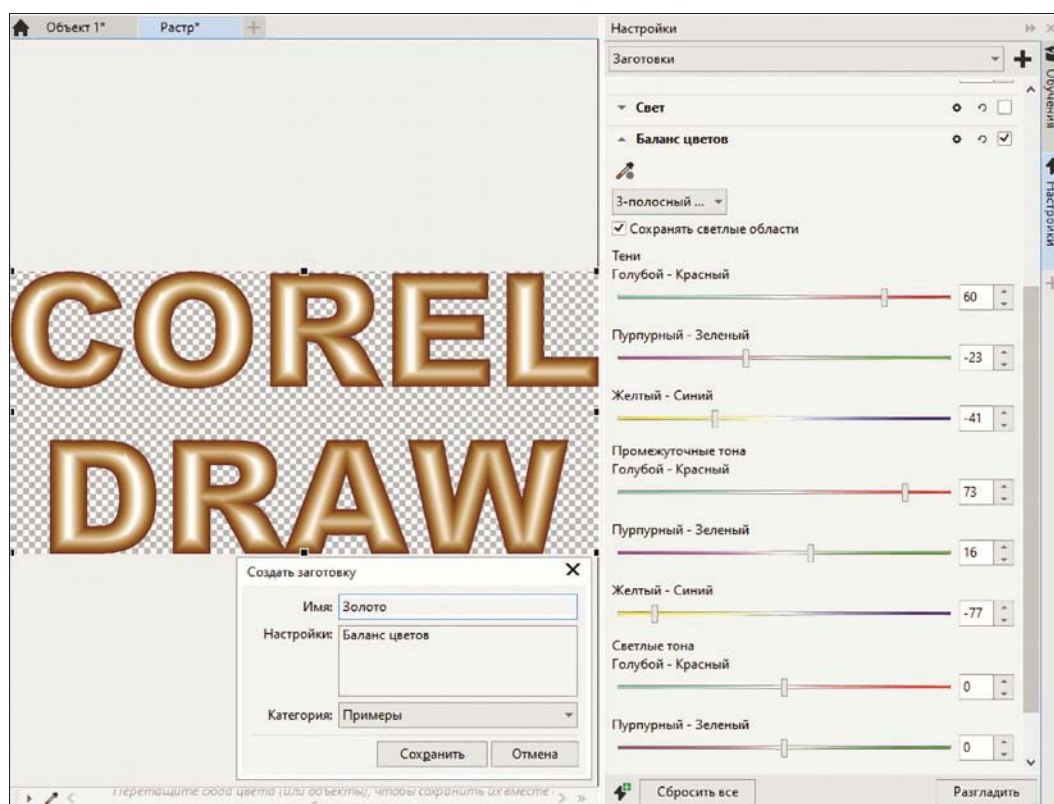 Объект 1*
Растр*
COREL
DRAW
Создать заготовку
Имя: Золото
Настройки: Баланс цветов
Категория: Примеры
Сохранить
Отмена
Перетащите сюда цвета (или объекты), чтобы сохранить их вместе с
Настройки
Заготовки
Свет
Баланс цветов
3-полосный ...
Сохранять светлые области
Тени
Голубой - Красный
60
Пурпурный - Зеленый
-23
Желтый - Синий
-41
Промежуточные тона
Голубой - Красный
73
Пурпурный - Зеленый
16
Желтый - Синий
-77
Светлые тона
Голубой - Красный
0
Пурпурный - Зеленый
0
Сбросить все
Разгладить
Обучения
Настройки